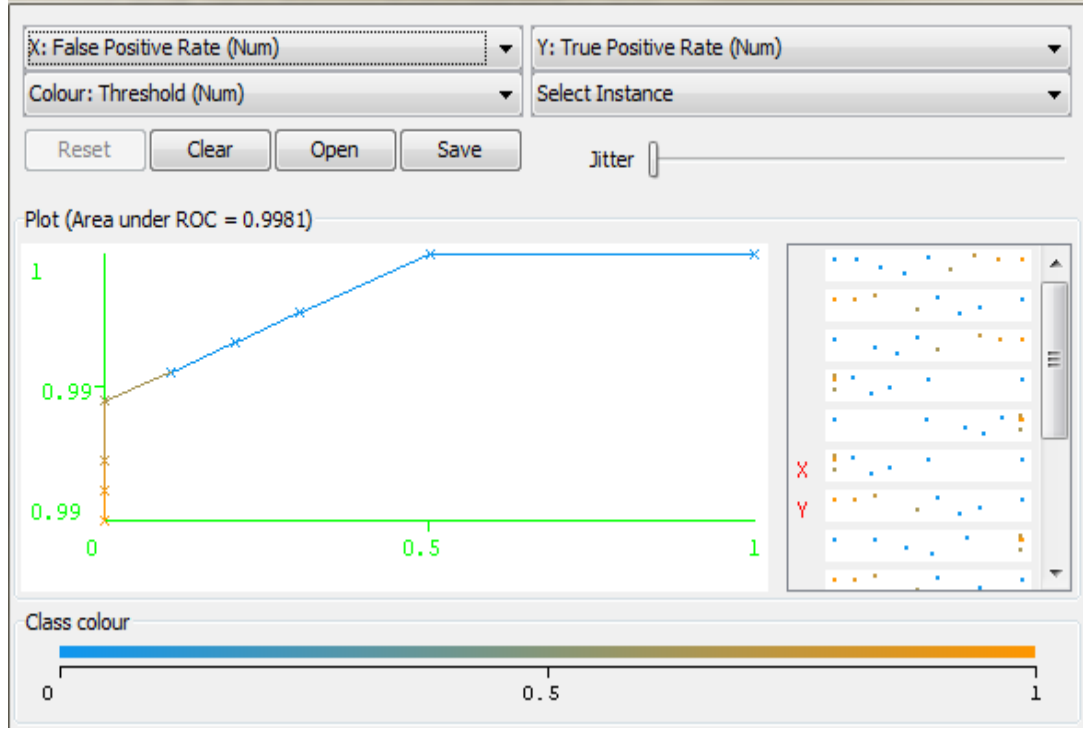 X: False Positive Rate (Num) Y: True Positive Rate (Num)
Colour: Threshold (Num) Select Instance
Reset Clear Open Save Jitter
Plot (Area under ROC = 0.9981)
1
0.99
0.99
0 0.5 1
X
Y
Class colour
0 0.5 1